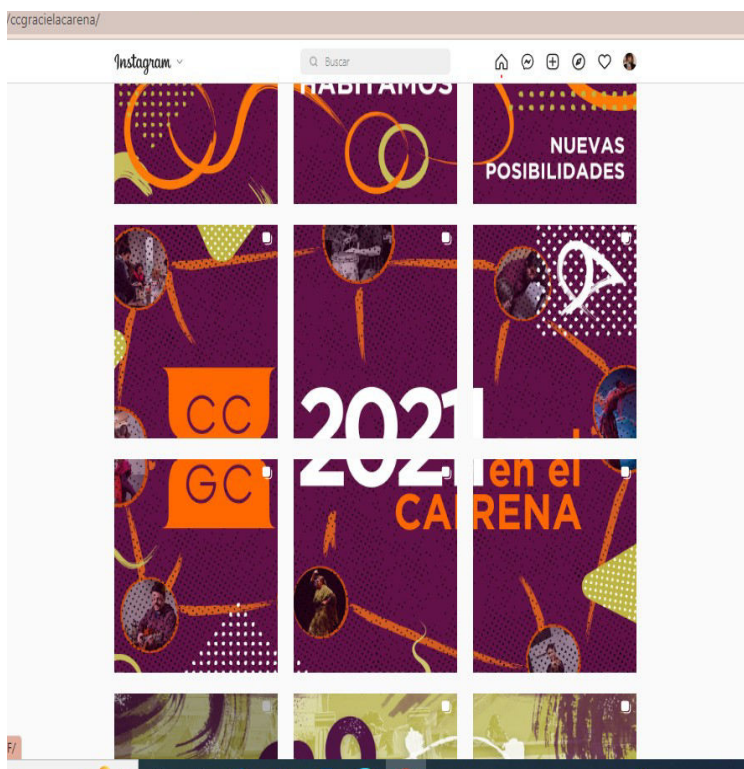 /ccgracielacarena/
Instagram
Buscar
HABITAMOS
NUEVAS
POSIBILIDADES
CC
GC
2021
en el
CARENA
F/